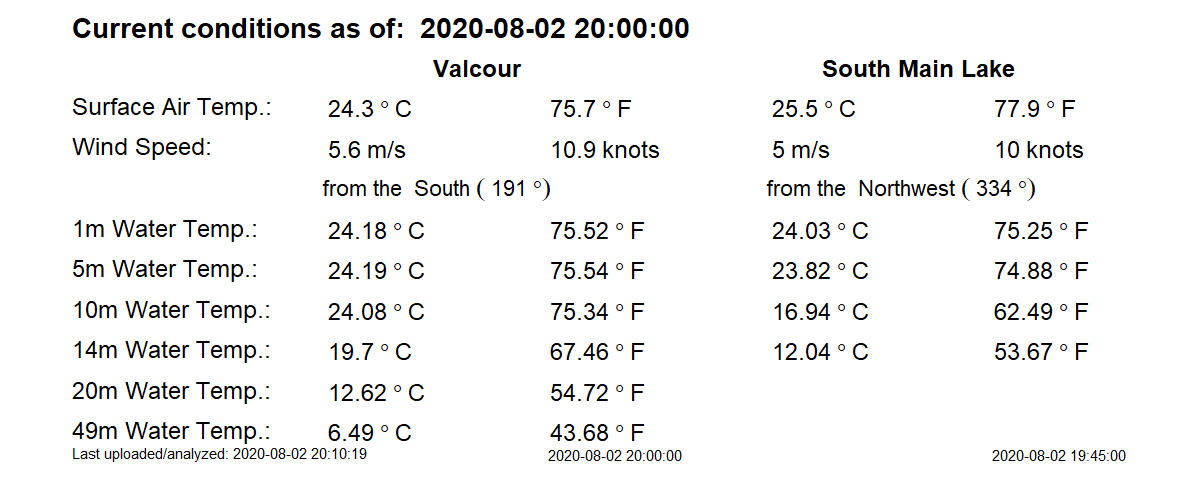 Current conditions as of:  2020-08-02 20:00:00
Valcour South Main Lake
Surface Air Temp.: 24.3 ° C 75.7 ° F 25.5 ° C 77.9 ° F
Wind Speed: 5.6 m/s 10.9 knots 5 m/s 10 knots
from the  South ( 191 °) from the  Northwest ( 334 °)
1m Water Temp.: 24.18 ° C 75.52 ° F 24.03 ° C 75.25 ° F
5m Water Temp.: 24.19 ° C 75.54 ° F 23.82 ° C 74.88 ° F
10m Water Temp.: 24.08 ° C 75.34 ° F 16.94 ° C 62.49 ° F
14m Water Temp.: 19.7 ° C 67.46 ° F 12.04 ° C 53.67 ° F
20m Water Temp.: 12.62 ° C 54.72 ° F
49m Water Temp.: 6.49 ° C 43.68 ° F
Last uploaded/analyzed: 2020-08-02 20:10:19 2020-08-02 20:00:00 2020-08-02 19:45:00